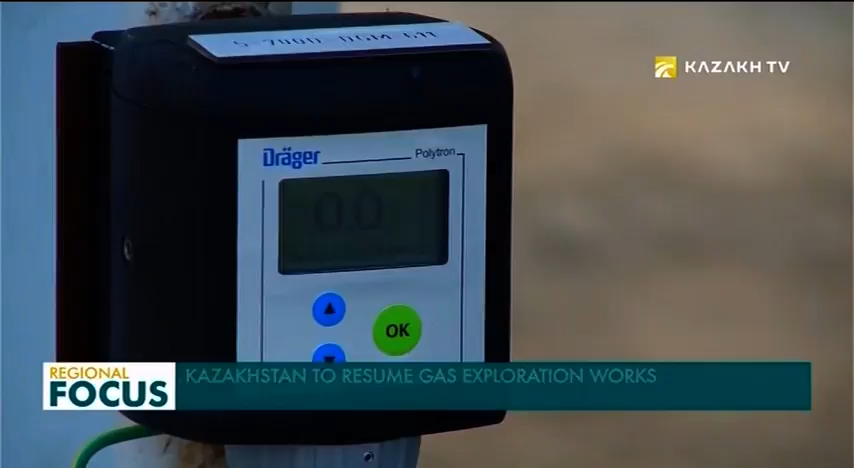 KAZAKH TV
Dräger
Polytron
0.0
OK
REGIONAL
FOCUS
KAZAKHSTAN TO RESUME GAS EXPLORATION WORKS